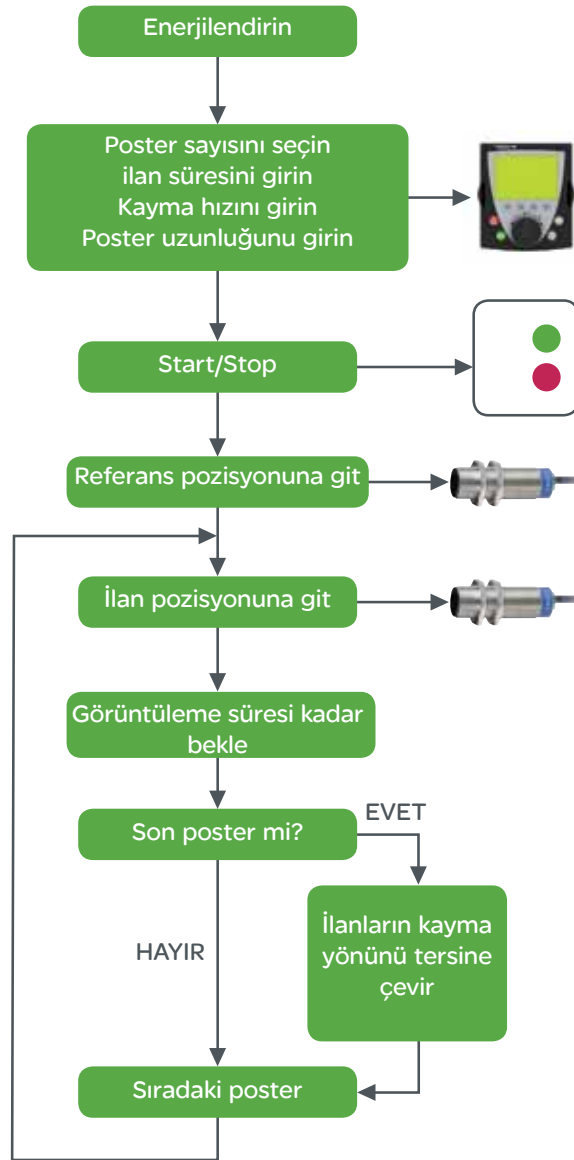 Enerjilendirin
Poster sayısını seçin
ilan süresini girin
Kayma hızını girin
Poster uzunluğunu girin
Start/Stop
Referans pozisyonuna git
İlan pozisyonuna git
Görüntüleme süresi kadar
bekle
Son poster mi?
EVET
İlanların kayma
yönünü tersine
çevir
HAYIR
Sıradaki poster